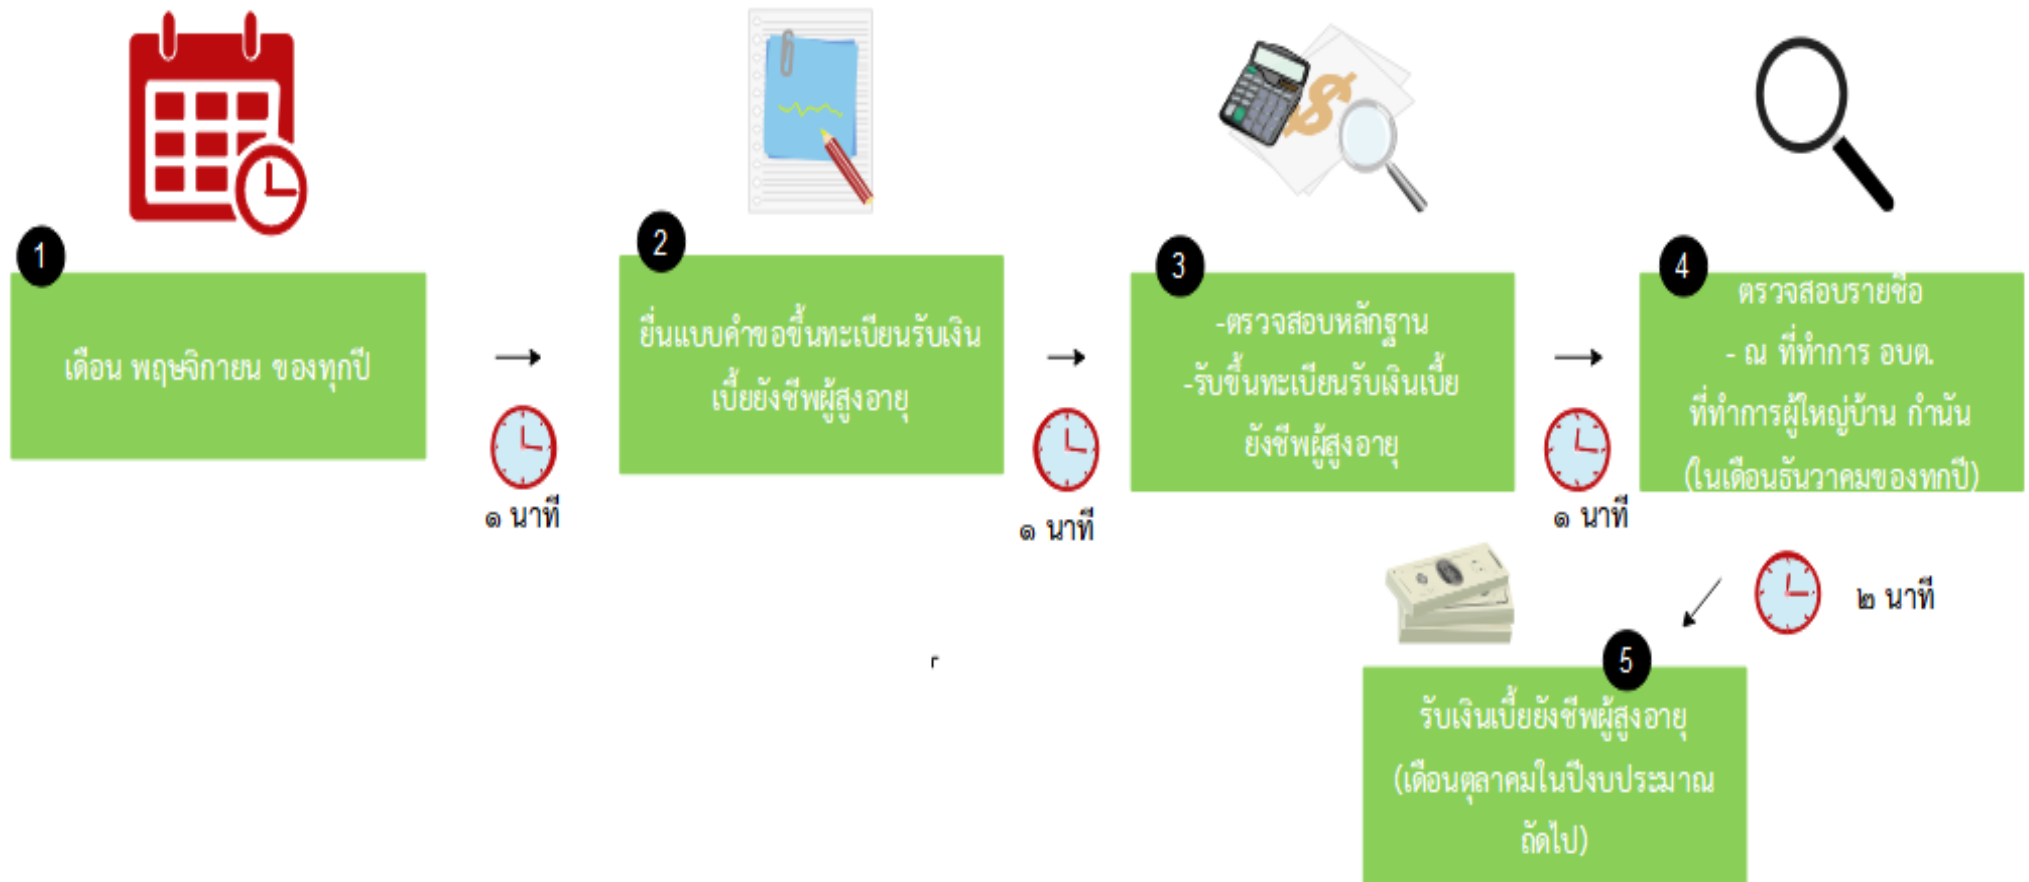 1
เดือน พฤษจิกายน ของทุกปี
๑ นาที
2
ยื่นแบบคำขอขึ้นทะเบียนรับเงิน
เบี้ยยังชีพผู้สูงอายุ
๑ นาที
3
-ตรวจสอบหลักฐาน
-รับขึ้นทะเบียนรับเงินเบี้ย
ยังชีพผู้สูงอายุ
๑ นาที
4
ตรวจสอบรายชื่อ
- ณ ที่ทำการ อบต.
ที่ทำการผู้ใหญ่บ้าน กำนัน
(ในเดือนธันวาคมของทุกปี)
๒ นาที
5
รับเงินเบี้ยยังชีพผู้สูงอายุ
(เดือนตุลาคมในปีงบประมาณ
ถัดไป)